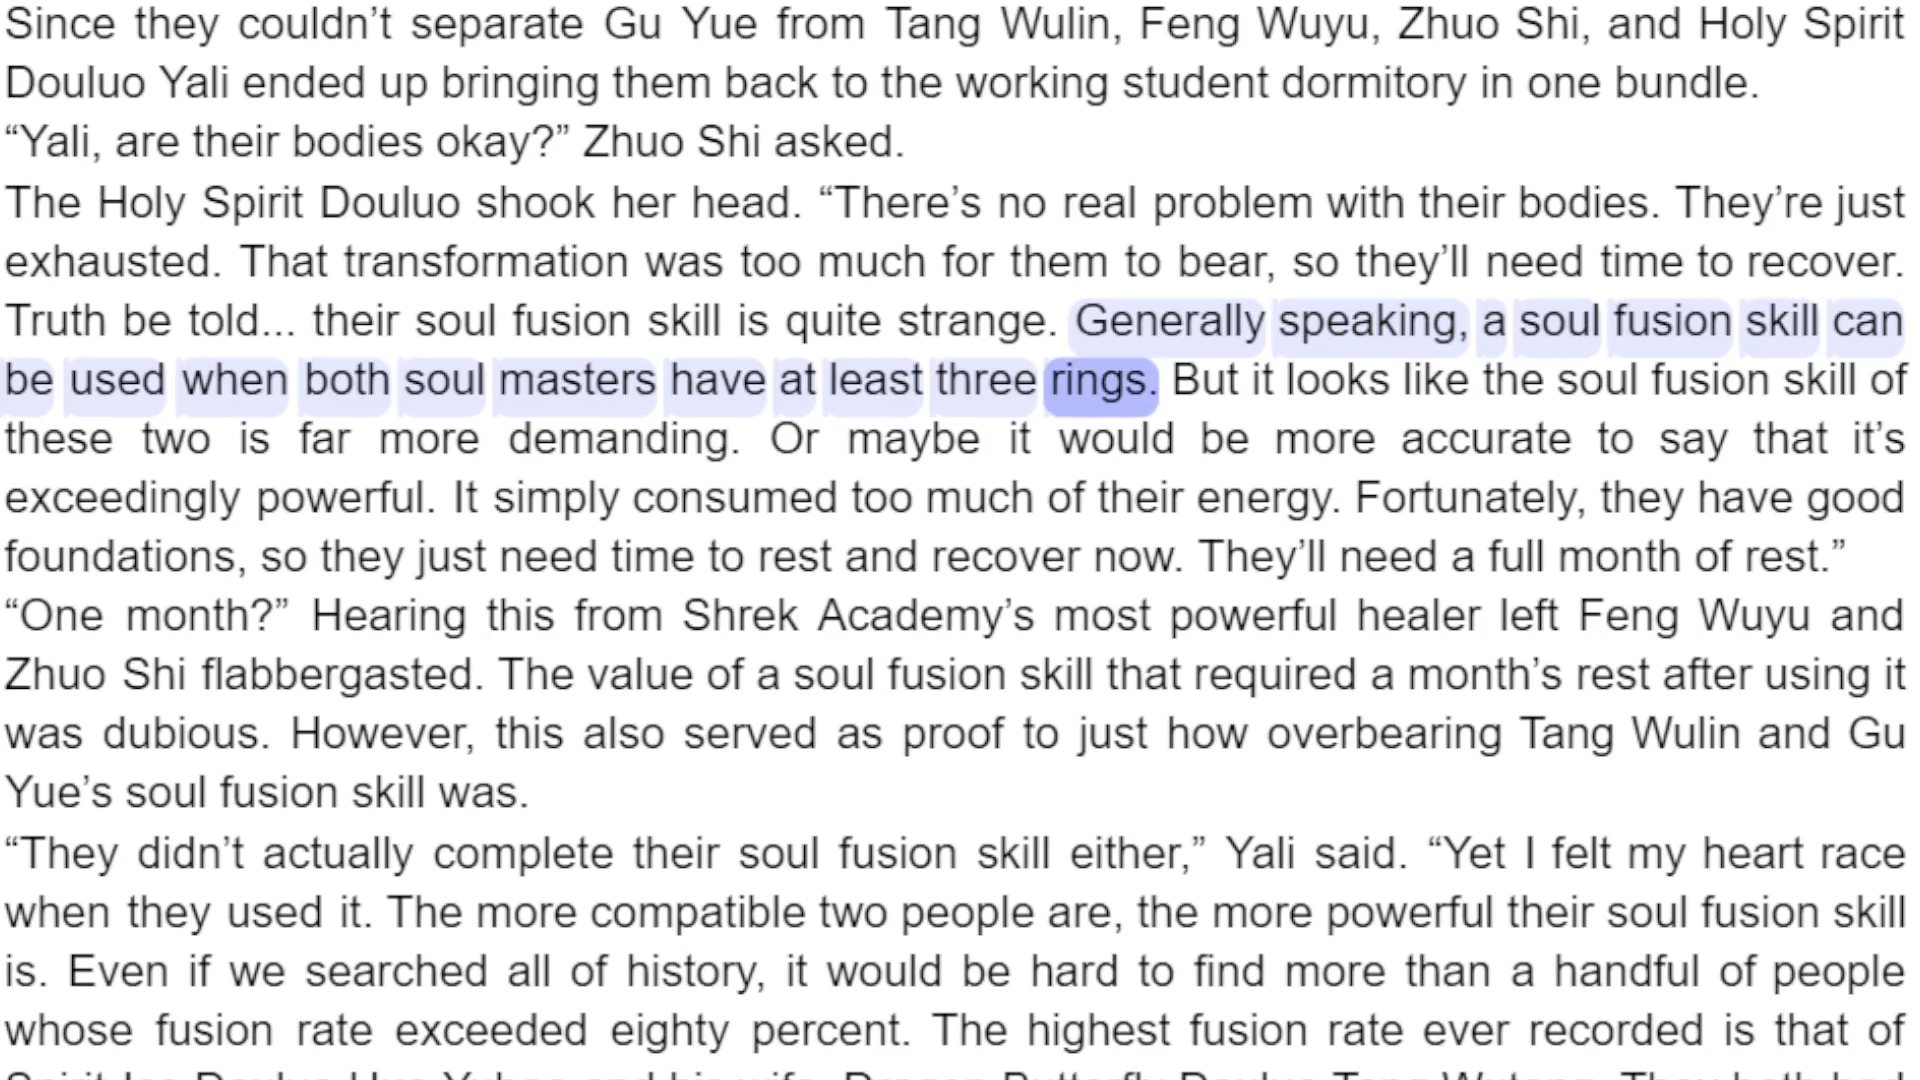 Since they couldn’t separate Gu Yue from Tang Wulin, Feng Wuyu, Zhuo Shi, and Holy Spirit
Douluo Yali ended up bringing them back to the working student dormitory in one bundle.
“Yali, are their bodies okay?” Zhuo Shi asked.
The Holy Spirit Douluo shook her head. “There’s no real problem with their bodies. They’re just
exhausted. That transformation was too much for them to bear, so they’ll need time to recover.
Truth be told... their soul fusion skill is quite strange. Generally speaking, a soul fusion skill can
be used when both soul masters have at least three rings. But it looks like the soul fusion skill of
these two is far more demanding. Or maybe it would be more accurate to say that it’s
exceedingly powerful. It simply consumed too much of their energy. Fortunately, they have good
foundations, so they just need time to rest and recover now. They’ll need a full month of rest.”
“One month?” Hearing this from Shrek Academy’s most powerful healer left Feng Wuyu and
Zhuo Shi flabbergasted. The value of a soul fusion skill that required a month’s rest after using it
was dubious. However, this also served as proof to just how overbearing Tang Wulin and Gu
Yue’s soul fusion skill was.
“They didn’t actually complete their soul fusion skill either,” Yali said. “Yet I felt my heart race
when they used it. The more compatible two people are, the more powerful their soul fusion skill
is. Even if we searched all of history, it would be hard to find more than a handful of people
whose fusion rate exceeded eighty percent. The highest fusion rate ever recorded is that of